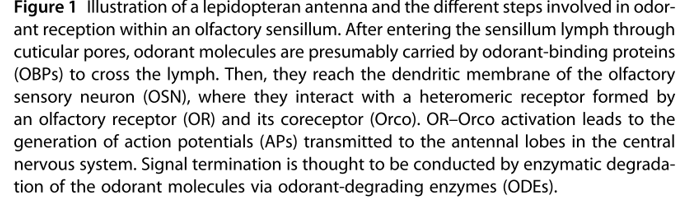 Figure 1 Illustration of a lepidopteran antenna and the different steps involved in odor-
ant reception within an olfactory sensillum. After entering the sensillum lymph through
cuticular pores, odorant molecules are presumably carried by odorant-binding proteins
(OBPs) to cross the lymph. Then, they reach the dendritic membrane of the olfactory
sensory neuron (OSN), where they interact with a heteromeric receptor formed by
an olfactory receptor (OR) and its coreceptor (Orco). OR–Orco activation leads to the
generation of action potentials (APs) transmitted to the antennal lobes in the central
nervous system. Signal termination is thought to be conducted by enzymatic degrada-
tion of the odorant molecules via odorant-degrading enzymes (ODEs).